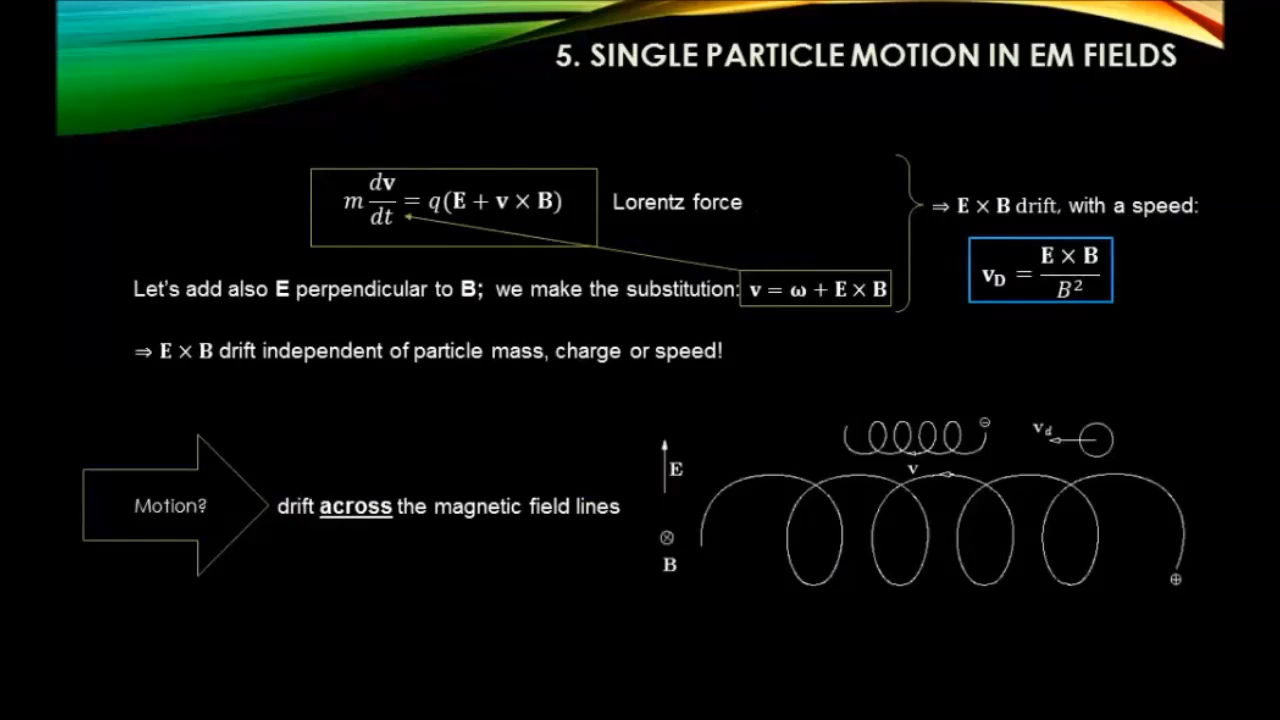 5. SINGLE PARTICLE MOTION IN EM FIELDS
m dv/dt = q(E + v × B) Lorentz force
⇒ E × B drift, with a speed:
v_D = E × B / B²
Let's add also E perpendicular to B; we make the substitution: v = ω + E × B
⇒ E × B drift independent of particle mass, charge or speed!
Motion?
drift across the magnetic field lines
E
⊗
B
⊖
v_d
v
⊕